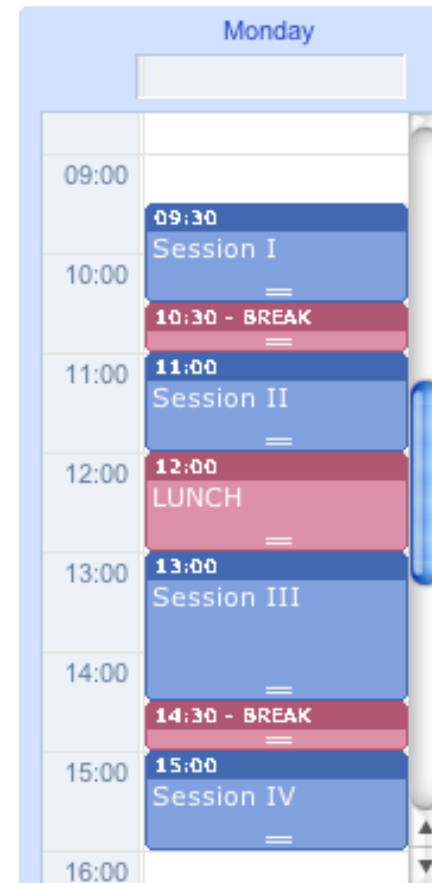 Monday
09:00
09:30
Session I
10:00
10:30 - BREAK
11:00
11:00
Session II
12:00
12:00
LUNCH
13:00
13:00
Session III
14:00
14:30 - BREAK
15:00
15:00
Session IV
16:00